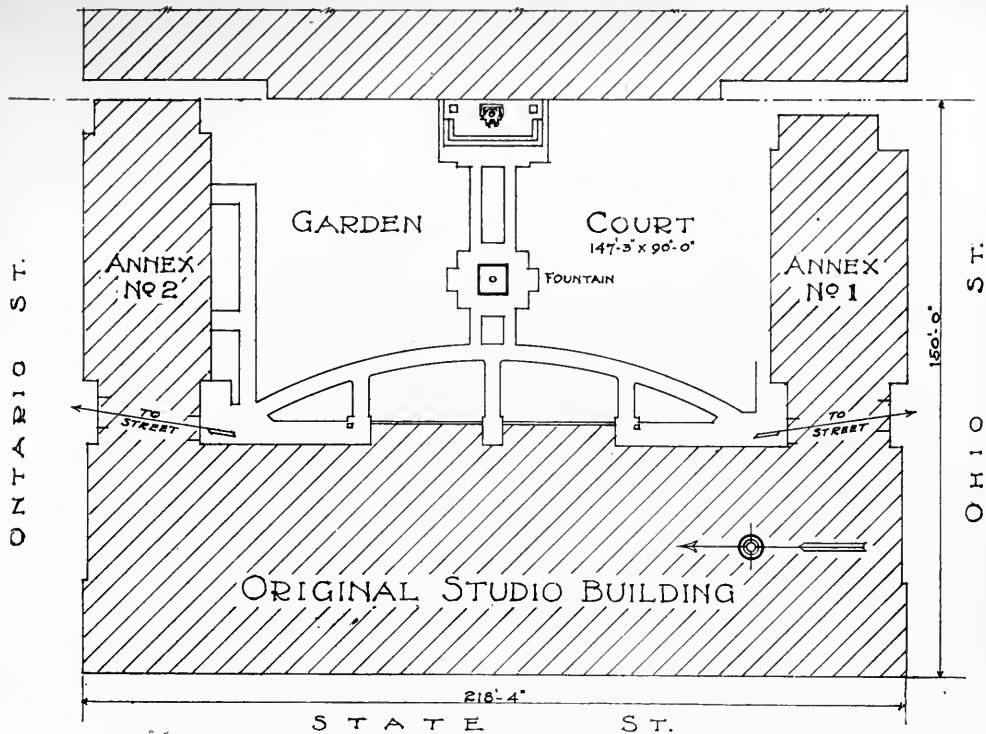 GARDEN COURT
147'-3" x 90'-0"
ANNEX
No 2
ANNEX
No 1
FOUNTAIN
ONTARIO ST.
OHIO ST.
150'-0"
TO
STREET
TO
STREET
ORIGINAL STUDIO BUILDING
218'-4"
STATE ST.